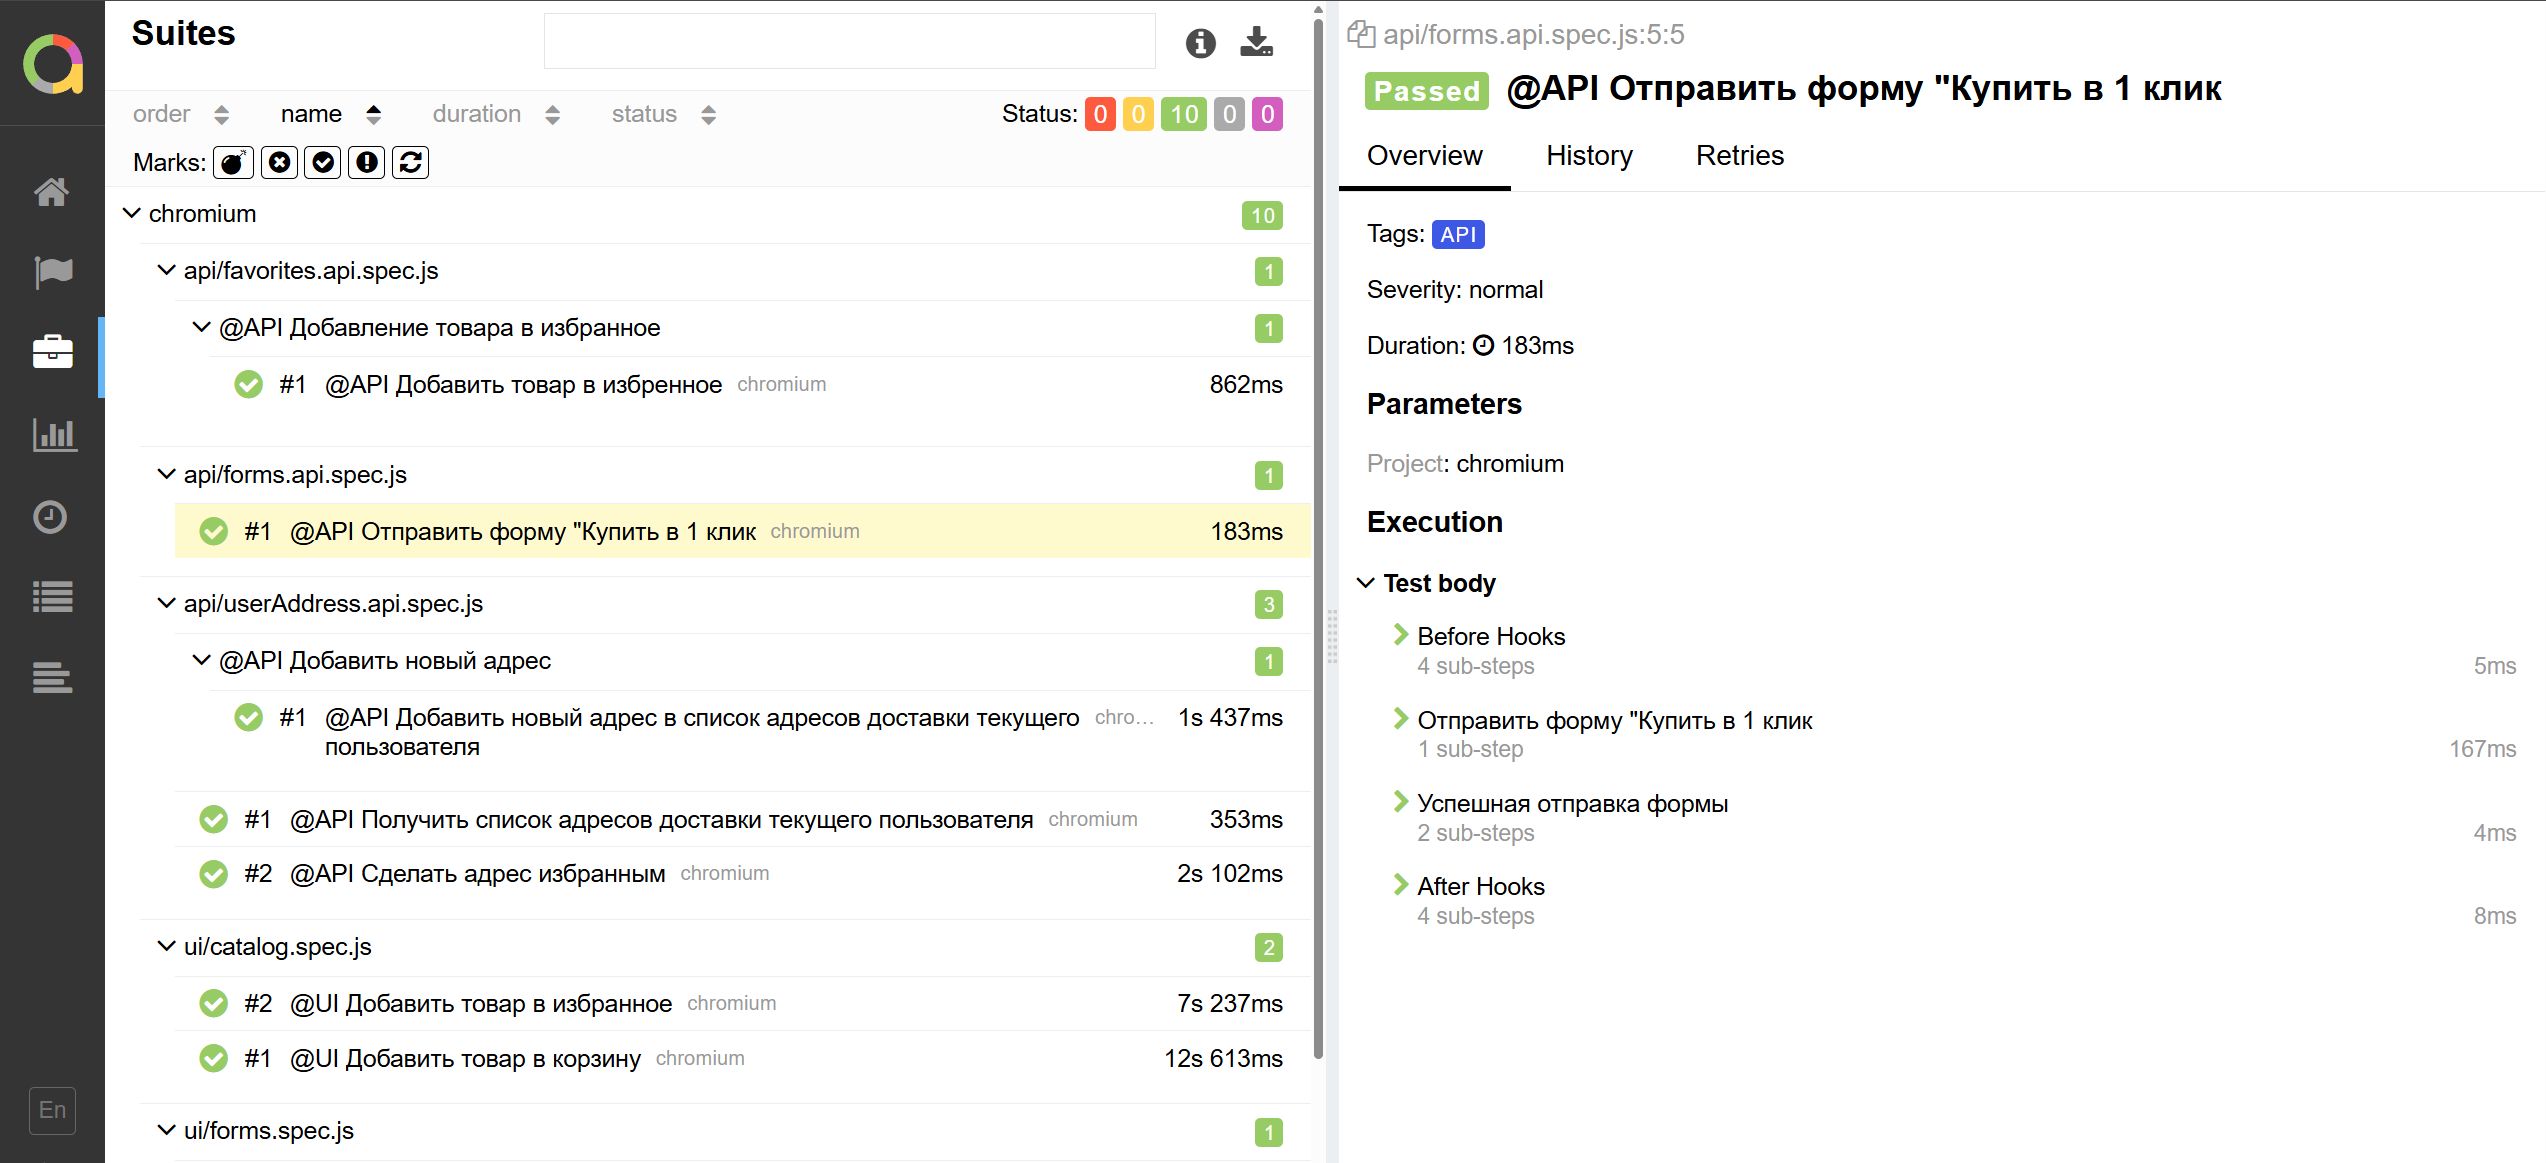 Suites
order name duration status Status: 0 0 10 0 0
Marks:
chromium 10
api/favorites.api.spec.js 1
@API Добавление товара в избранное 1
#1 @API Добавить товар в избренное chromium 862ms
api/forms.api.spec.js 1
#1 @API Отправить форму "Купить в 1 клик chromium 183ms
api/userAddress.api.spec.js 3
@API Добавить новый адрес 1
#1 @API Добавить новый адрес в список адресов доставки текущего chro... 1s 437ms
пользователя
#1 @API Получить список адресов доставки текущего пользователя chromium 353ms
#2 @API Сделать адрес избранным chromium 2s 102ms
ui/catalog.spec.js 2
#2 @UI Добавить товар в избранное chromium 7s 237ms
#1 @UI Добавить товар в корзину chromium 12s 613ms
ui/forms.spec.js 1
En
api/forms.api.spec.js:5:5
Passed @API Отправить форму "Купить в 1 клик
Overview History Retries
Tags: API
Severity: normal
Duration: 183ms
Parameters
Project: chromium
Execution
Test body
Before Hooks
4 sub-steps 5ms
Отправить форму "Купить в 1 клик
1 sub-step 167ms
Успешная отправка формы
2 sub-steps 4ms
After Hooks
4 sub-steps 8ms